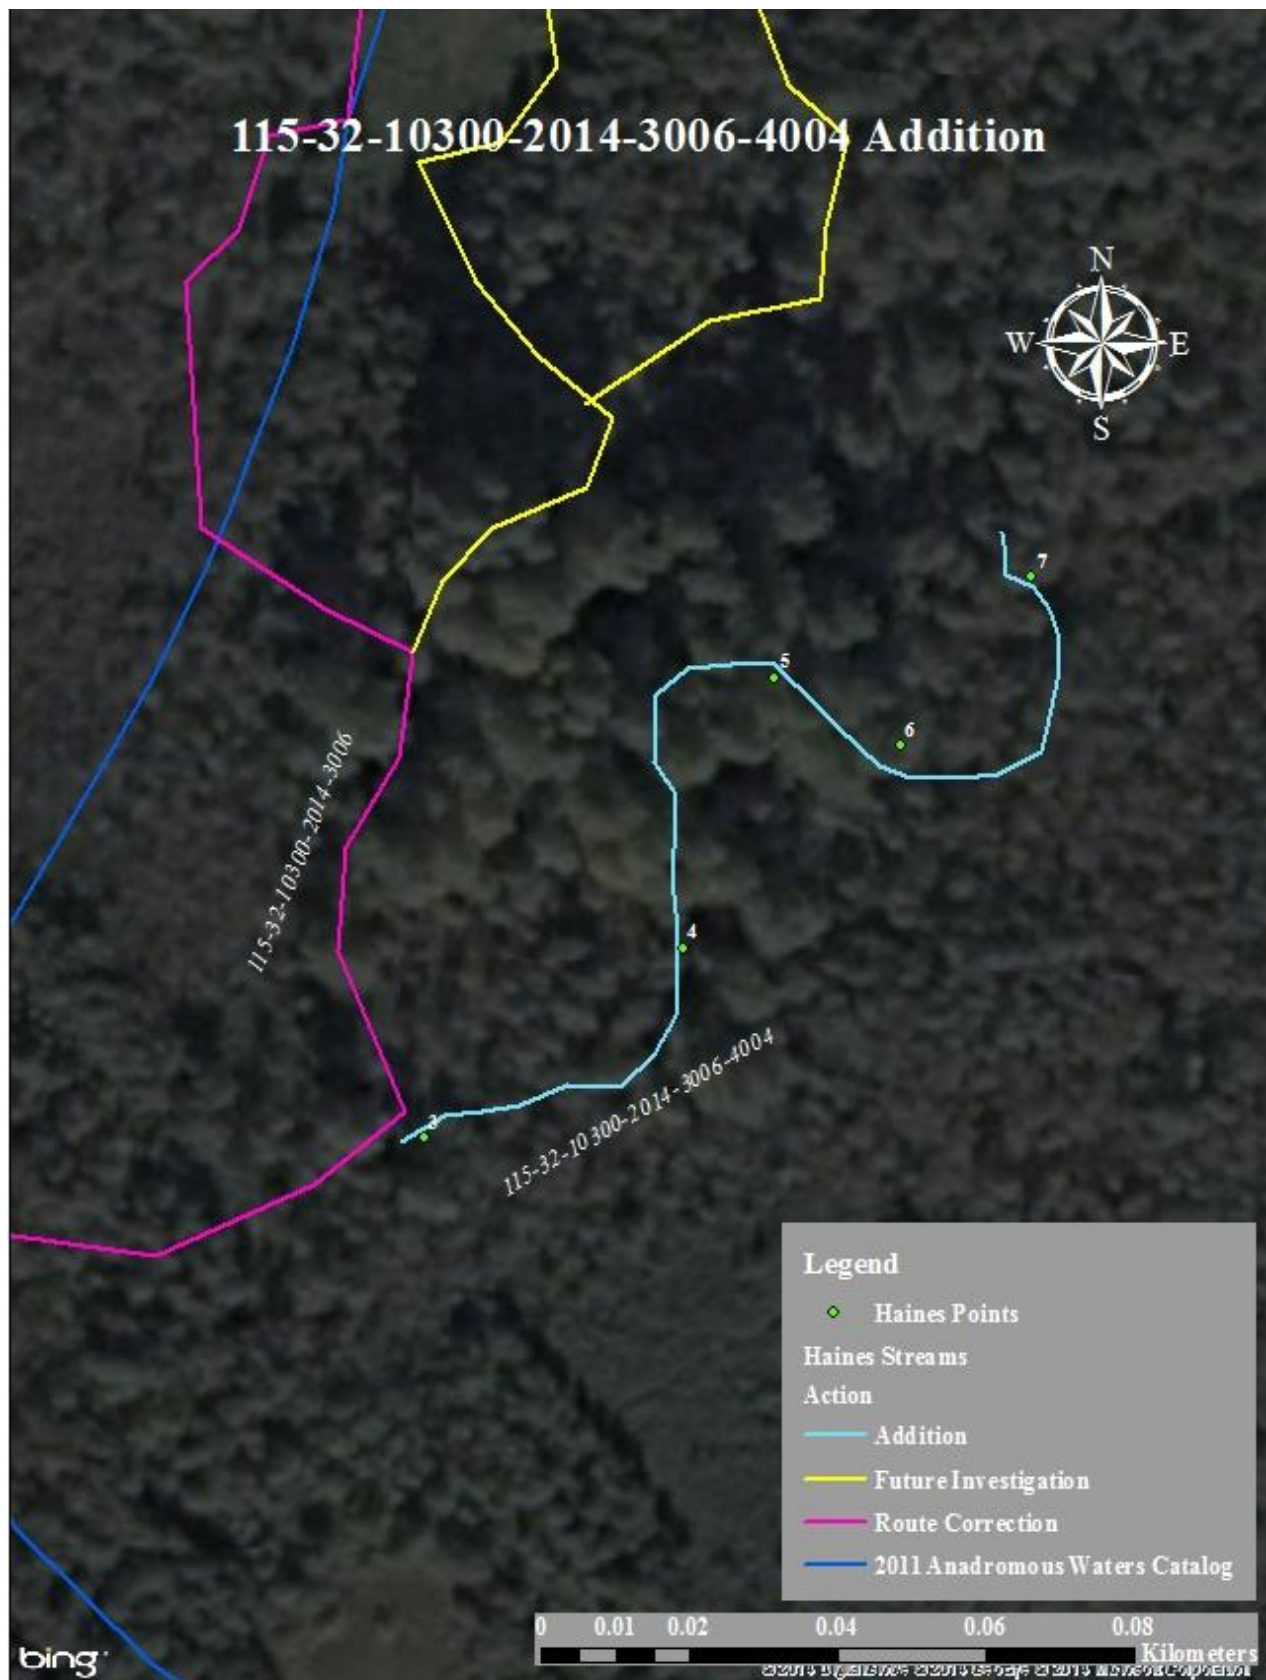 115-32-10300-2014-3006-4004 Addition
N
W E
S
7
5
6
115-32-10300-2014-3006
4
115-32-10300-2014-3006-4004
3
Legend
Haines Points
Haines Streams
Action
Addition
Future Investigation
Route Correction
2011 Anadromous Waters Catalog
0 0.01 0.02 0.04 0.06 0.08
Kilometers
bing